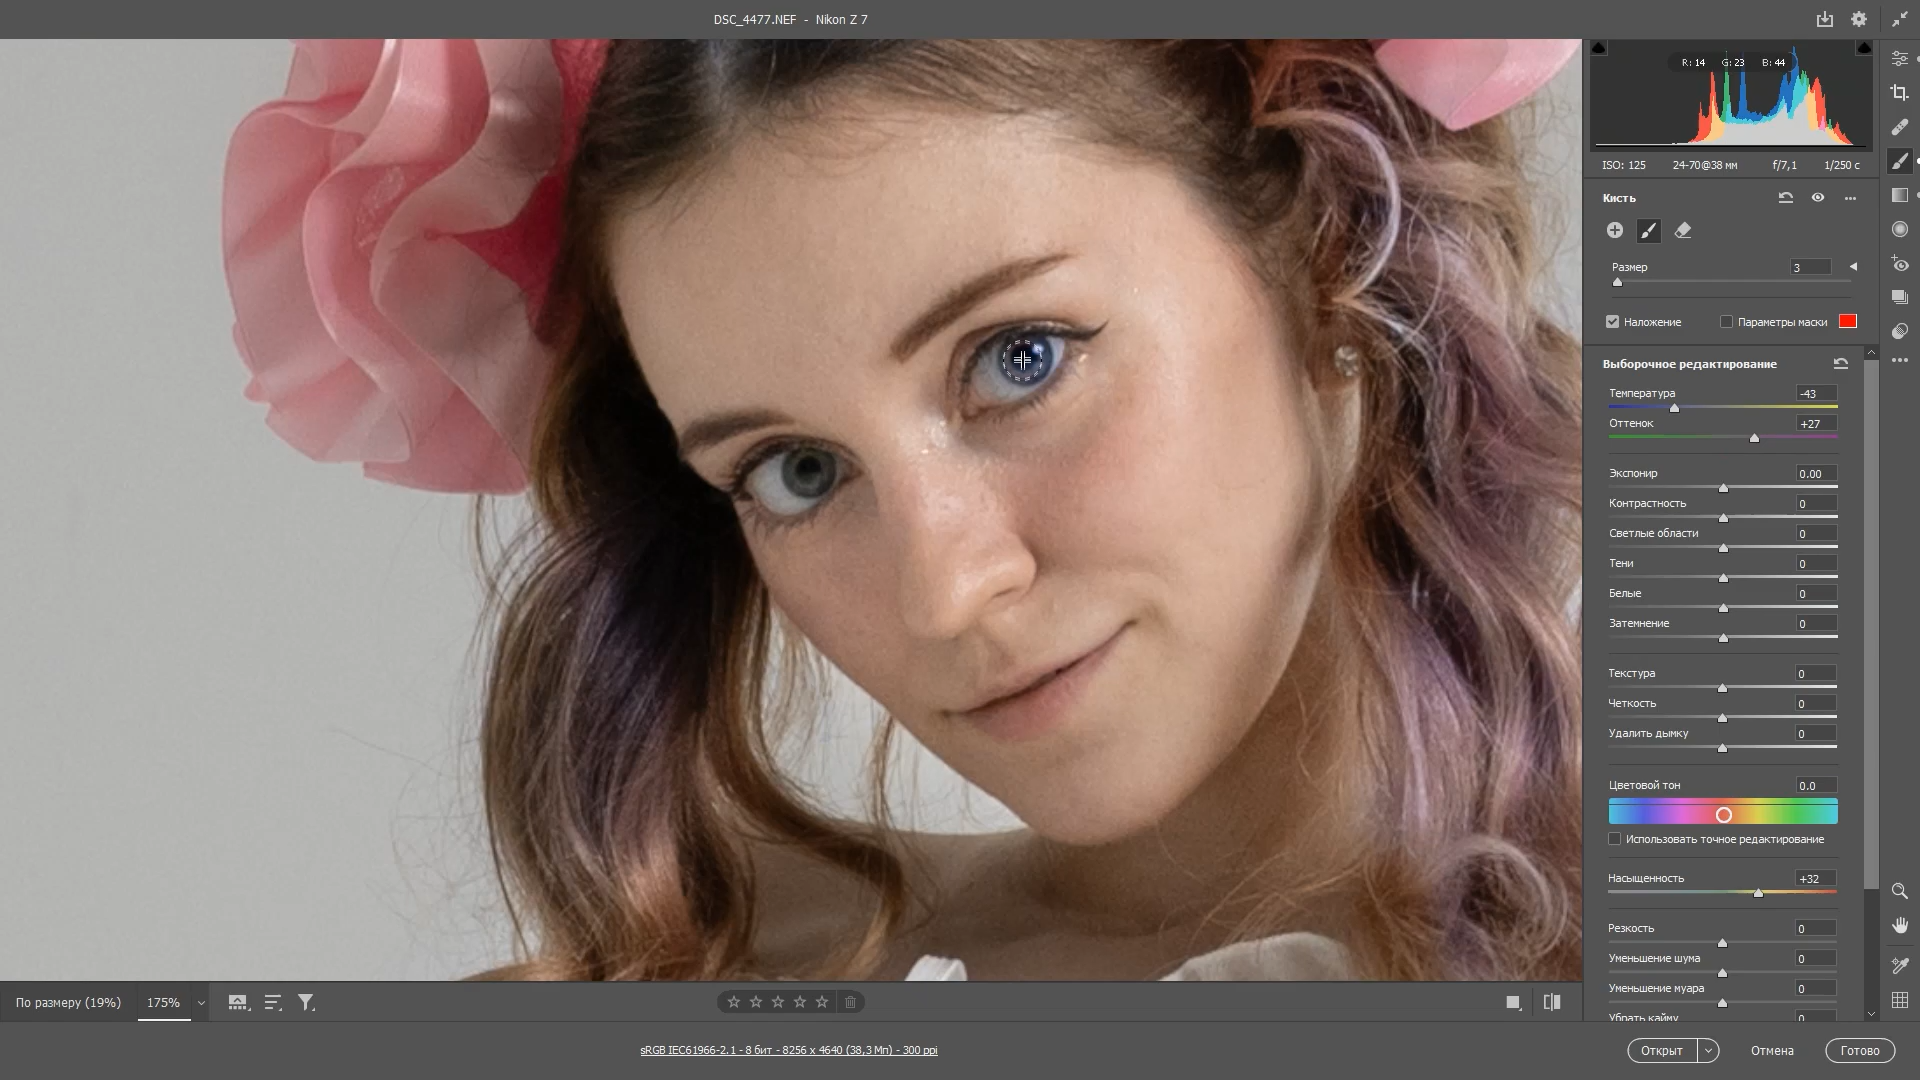 DSC_4477.NEF - Nikon Z 7
R: 14 G: 23 B: 44
ISO: 125 24-70@38 мм f/7,1 1/250 с
Кисть
Размер 3
Наложение Параметры маски
Выборочное редактирование
Температура -43
Оттенок +27
Экспонир 0.00
Контрастность 0
Светлые области 0
Тени 0
Белые 0
Затемнение 0
Текстура 0
Четкость 0
Удалить дымку 0
Цветовой тон 0.0
Использовать точное редактирование
Насыщенность +32
Резкость 0
Уменьшение шума 0
Уменьшение муара 0
Убрать кайму 0
По размеру (19%) 175%
sRGB IEC61966-2.1 - 8 бит - 8256 x 4640 (38,3 Мп) - 300 ppi
Открыт Отмена Готово